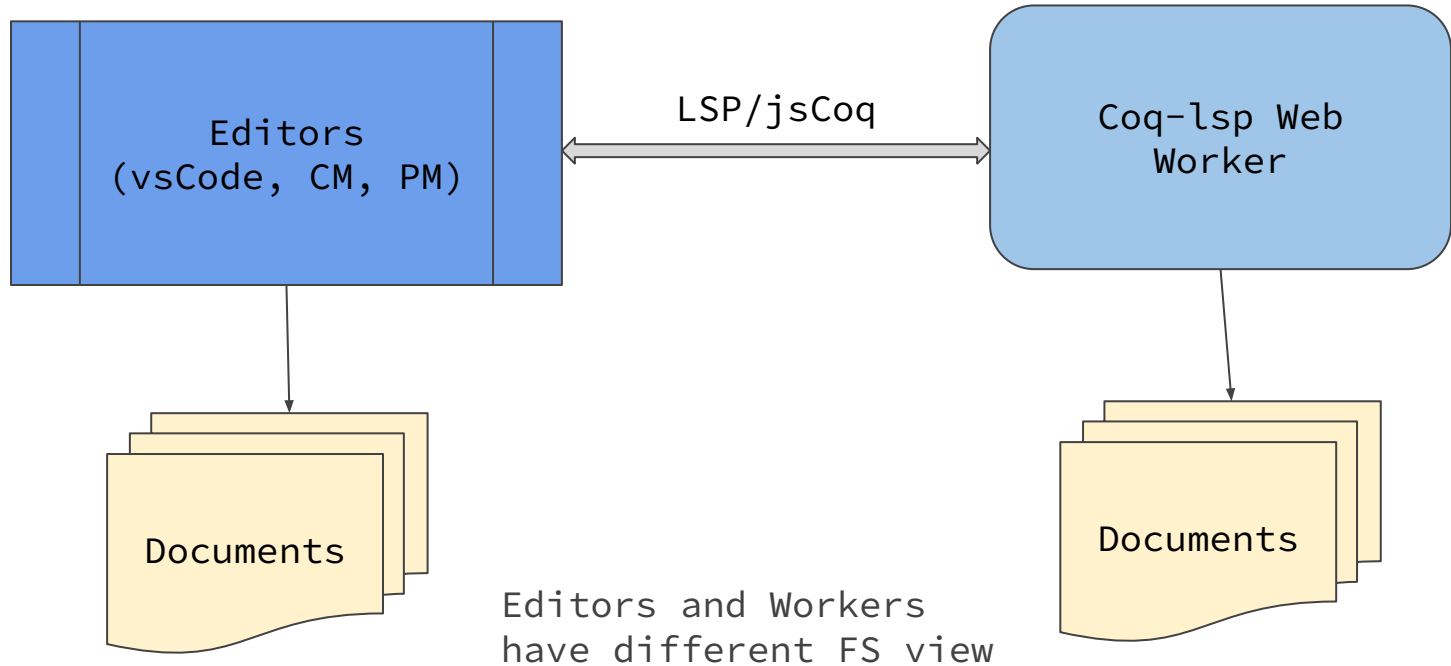 Editors
(vsCode, CM, PM)
LSP/jsCoq
Coq-lsp Web
Worker
Documents
Documents
Editors and Workers
have different FS view